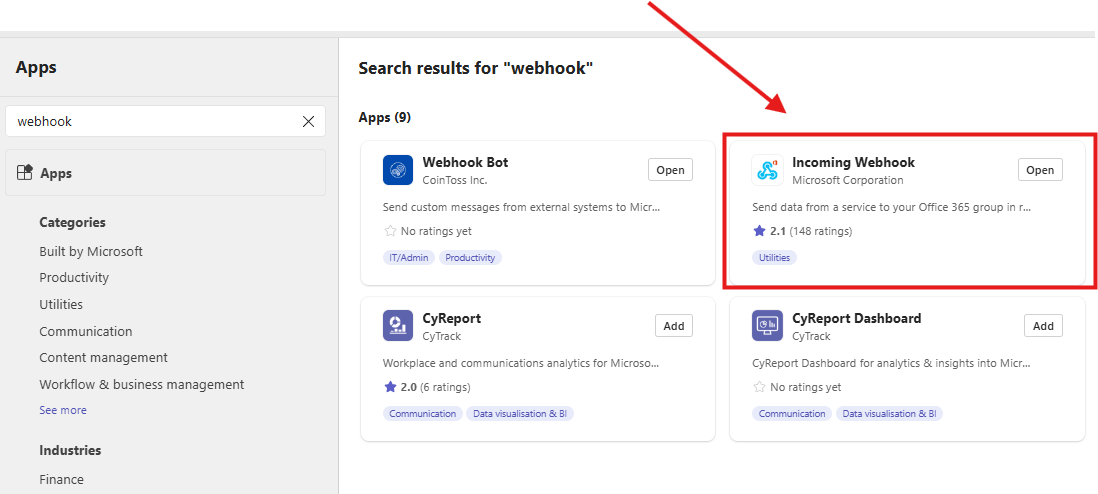 Apps
webhook
Apps
Categories
Built by Microsoft
Productivity
Utilities
Communication
Content management
Workflow & business management
See more
Industries
Finance
Search results for "webhook"
Apps (9)
Webhook Bot
CoinToss Inc.
Open
Send custom messages from external systems to Micr...
No ratings yet
IT/Admin
Productivity
Incoming Webhook
Microsoft Corporation
Open
Send data from a service to your Office 365 group in r...
2.1 (148 ratings)
Utilities
CyReport
CyTrack
Add
Workplace and communications analytics for Microso...
2.0 (6 ratings)
Communication
Data visualisation & BI
CyReport Dashboard
CyTrack
Add
CyReport Dashboard for analytics & insights into Micr...
No ratings yet
Communication
Data visualisation & BI